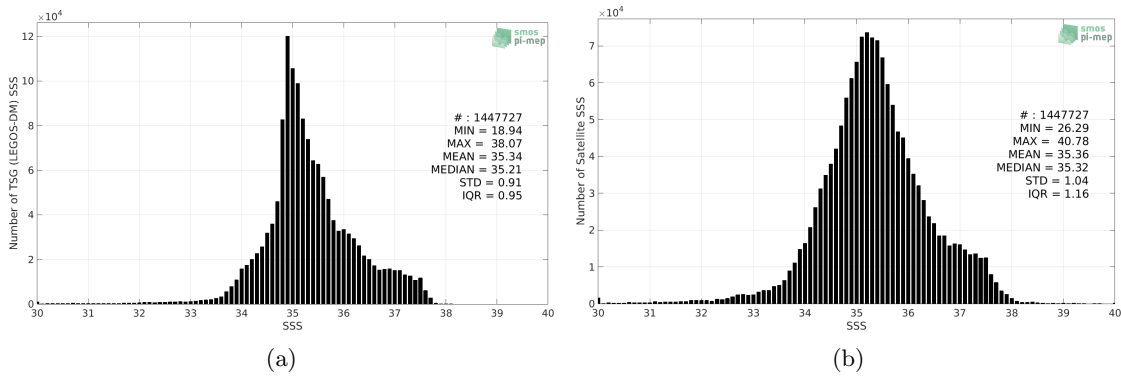 ×10⁴
12
10
8
6
4
2
0
30 31 32 33 34 35 36 37 38 39 40
SSS
Number of TSG (LEGOS-DM) SSS
smos
pi-mep
# : 1447727
MIN = 18.94
MAX = 38.07
MEAN = 35.34
MEDIAN = 35.21
STD = 0.91
IQR = 0.95
(a)
×10⁴
7
6
5
4
3
2
1
0
30 31 32 33 34 35 36 37 38 39 40
SSS
Number of Satellite SSS
smos
pi-mep
# : 1447727
MIN = 26.29
MAX = 40.78
MEAN = 35.36
MEDIAN = 35.32
STD = 1.04
IQR = 1.16
(b)